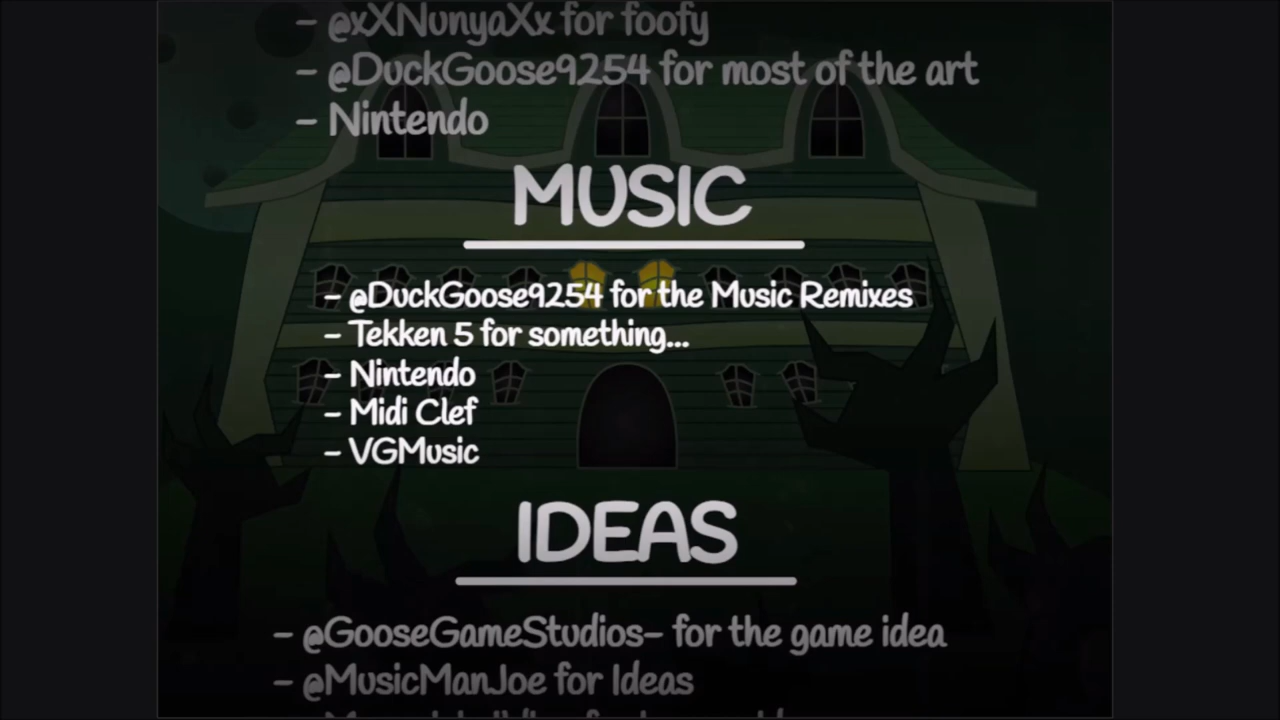 - @xXNunyaXx for foofy
- @DuckGoose9254 for most of the art
- Nintendo
MUSIC
- @DuckGoose9254 for the Music Remixes
- Tekken 5 for something...
- Nintendo
- Midi Clef
- VGMusic
IDEAS
- @GooseGameStudios- for the game idea
- @MusicManJoe for Ideas